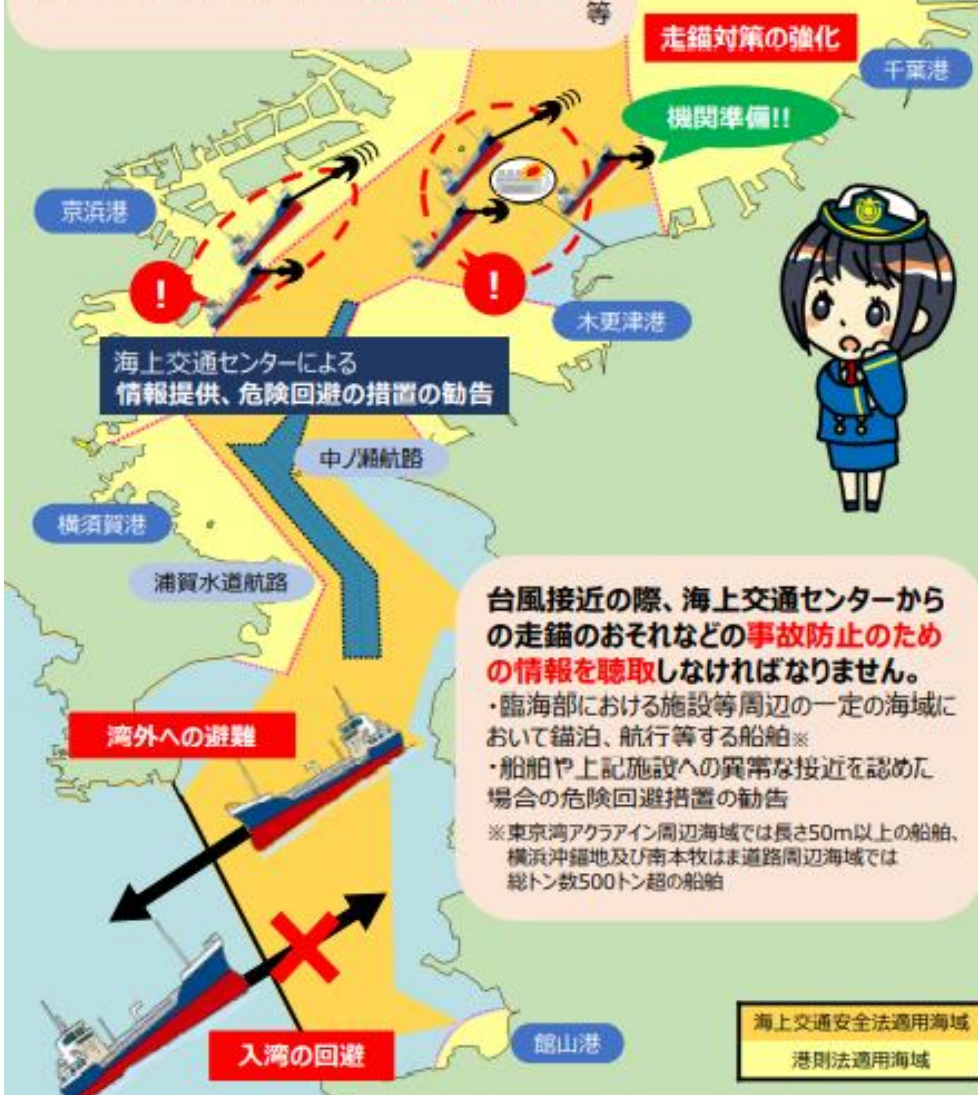 等
走錨対策の強化
千葉港
機関準備!!
京浜港
!
!
木更津港
海上交通センターによる
情報提供、危険回避の措置の勧告
中ノ瀬航路
横須賀港
浦賀水道航路
台風接近の際、海上交通センターから
の走錨のおそれなどの事故防止のため
の情報を聴取しなければなりません。
・臨海部における施設等周辺の一定の海域に
おいて錨泊、航行等する船舶※
・船舶や上記施設への異常な接近を認めた
場合の危険回避措置の勧告
※東京湾アクアライン周辺海域では長さ50m以上の船舶、
横浜沖錨地及び南本牧はま道路周辺海域では
総トン数500トン超の船舶
湾外への避難
入湾の回避
館山港
海上交通安全法適用海域
港則法適用海域